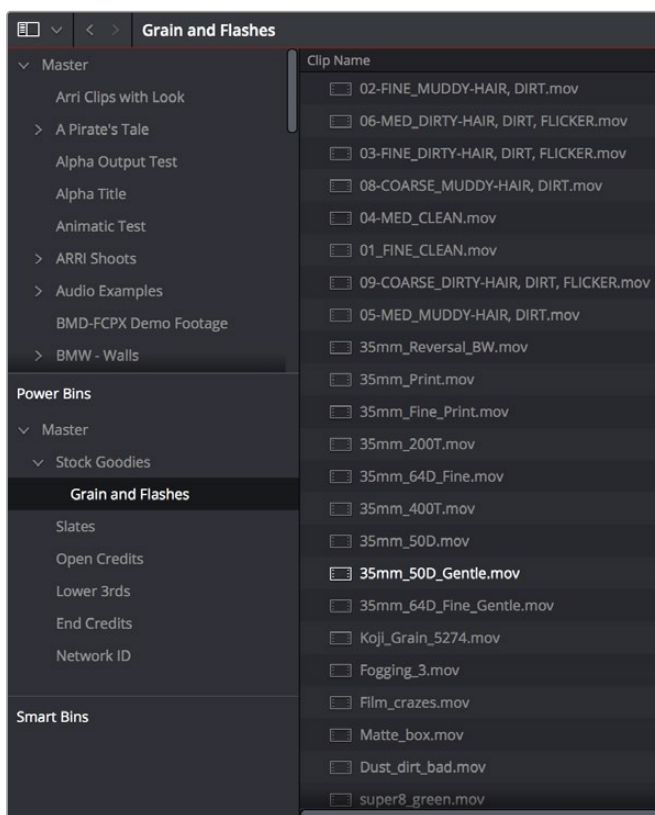 Grain and Flashes
Master
Arri Clips with Look
A Pirate's Tale
Alpha Output Test
Alpha Title
Animatic Test
ARRI Shoots
Audio Examples
BMD-FCPX Demo Footage
BMW - Walls
Power Bins
Master
Stock Goodies
Grain and Flashes
Slates
Open Credits
Lower 3rds
End Credits
Network ID
Smart Bins
Clip Name
02-FINE_MUDDY-HAIR, DIRT.mov
06-MED_DIRTY-HAIR, DIRT, FLICKER.mov
03-FINE_DIRTY-HAIR, DIRT, FLICKER.mov
08-COARSE_MUDDY-HAIR, DIRT.mov
04-MED_CLEAN.mov
01_FINE_CLEAN.mov
09-COARSE_DIRTY-HAIR, DIRT, FLICKER.mov
05-MED_MUDDY-HAIR, DIRT.mov
35mm_Reversal_BW.mov
35mm_Print.mov
35mm_Fine_Print.mov
35mm_200T.mov
35mm_64D_Fine.mov
35mm_400T.mov
35mm_50D.mov
35mm_50D_Gentle.mov
35mm_64D_Fine_Gentle.mov
Koji_Grain_5274.mov
Fogging_3.mov
Film_crazes.mov
Matte_box.mov
Dust_dirt_bad.mov
super8_green.mov